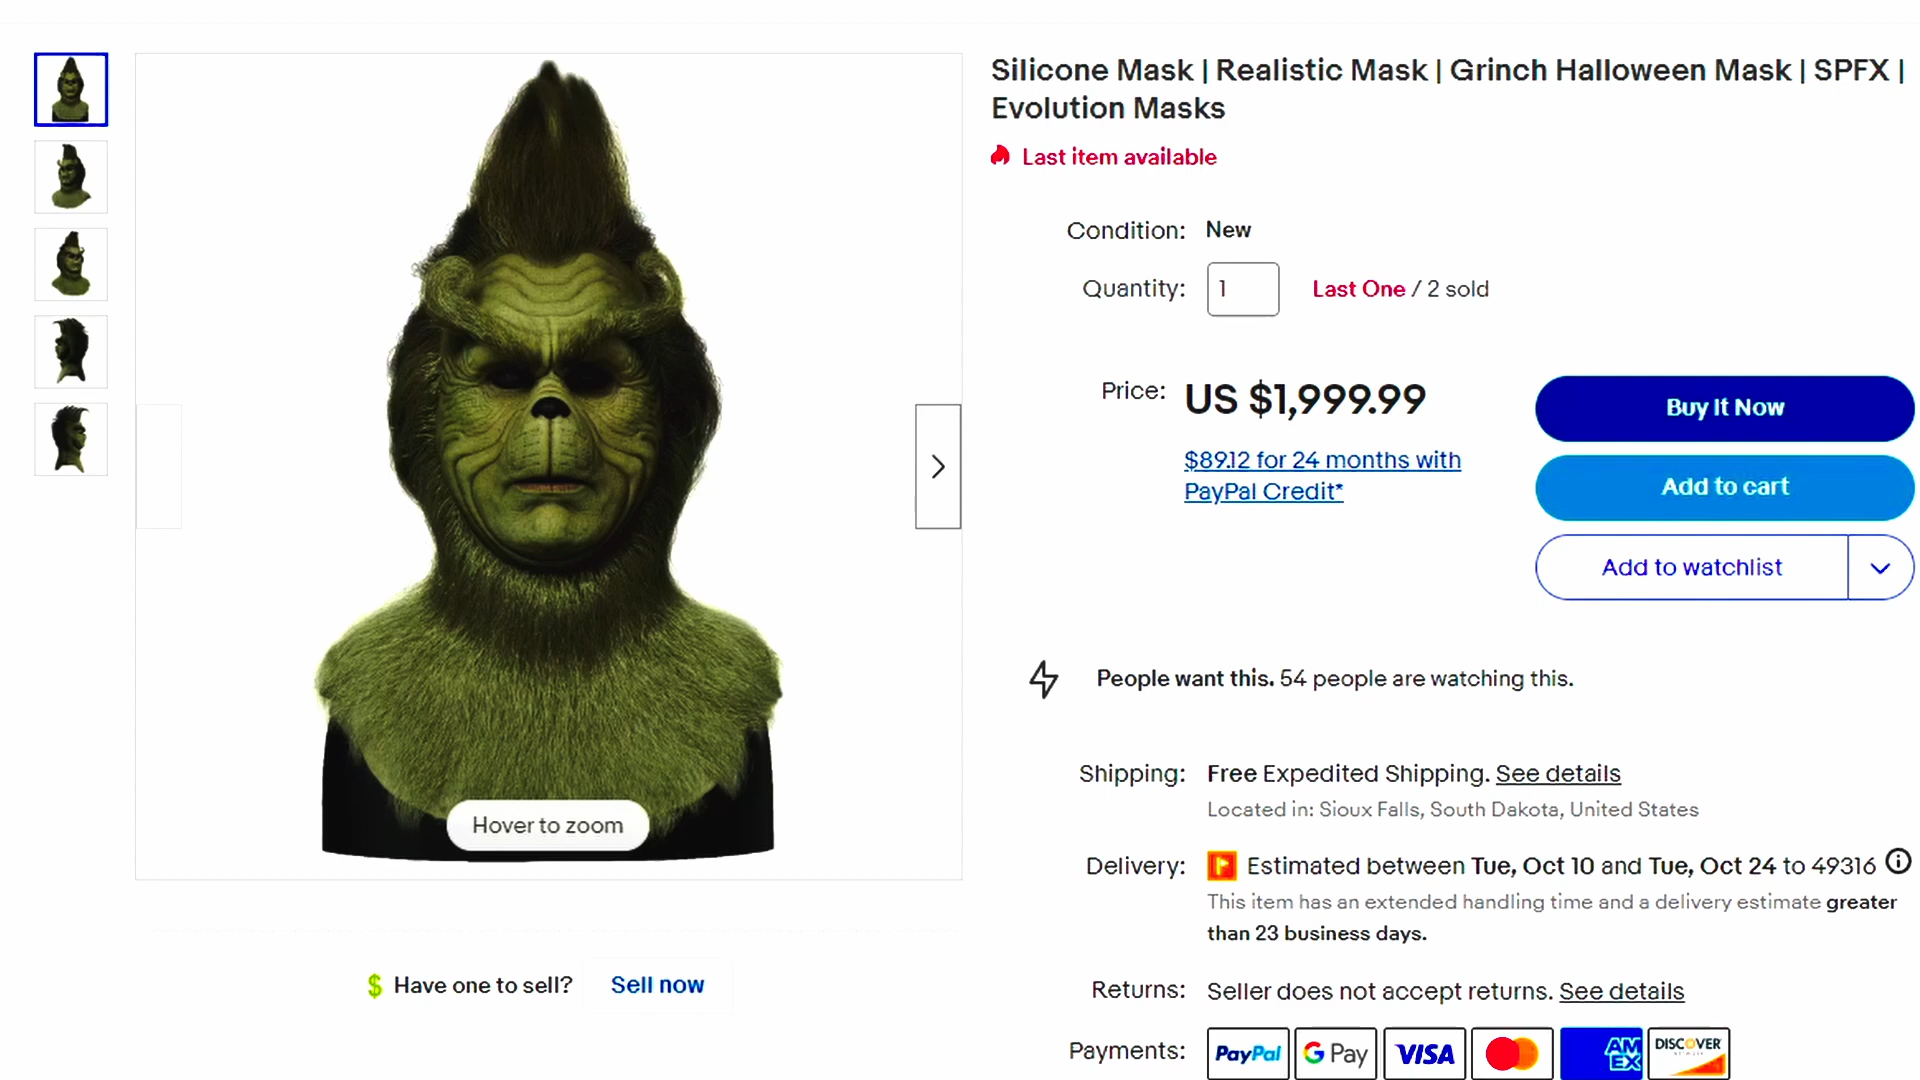 Silicone Mask | Realistic Mask | Grinch Halloween Mask | SPFX |
Evolution Masks
Last item available
Condition: New
Quantity: 1 Last One / 2 sold
Price: US $1,999.99
Buy It Now
$89.12 for 24 months with
PayPal Credit*
Add to cart
Add to watchlist
People want this. 54 people are watching this.
Shipping: Free Expedited Shipping. See details
Located in: Sioux Falls, South Dakota, United States
Hover to zoom
Delivery: Estimated between Tue, Oct 10 and Tue, Oct 24 to 49316
This item has an extended handling time and a delivery estimate greater
than 23 business days.
$ Have one to sell? Sell now
Returns: Seller does not accept returns. See details
Payments: PayPal G Pay VISA AM EX DISCOVER